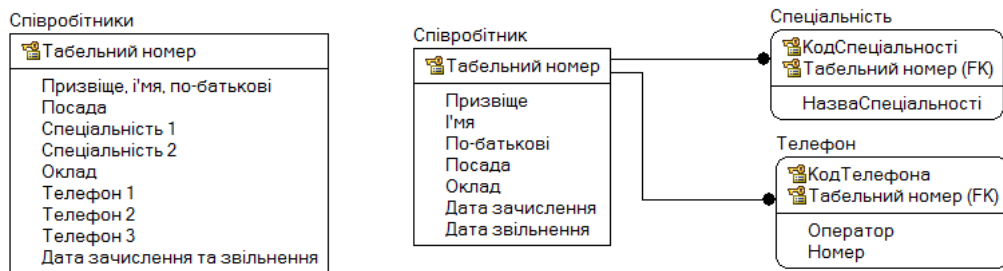 Співробітники
Табельний номер
Призвіще, і'мя, по-батькові
Посада
Спеціальність 1
Спеціальність 2
Оклад
Телефон 1
Телефон 2
Телефон 3
Дата зачислення та звільнення
Співробітник
Табельний номер
Призвіще
І'мя
По-батькові
Посада
Оклад
Дата зачислення
Дата звільнення
Спеціальність
КодСпеціальності
Табельний номер (FK)
НазваСпеціальності
Телефон
КодТелефона
Табельний номер (FK)
Оператор
Номер